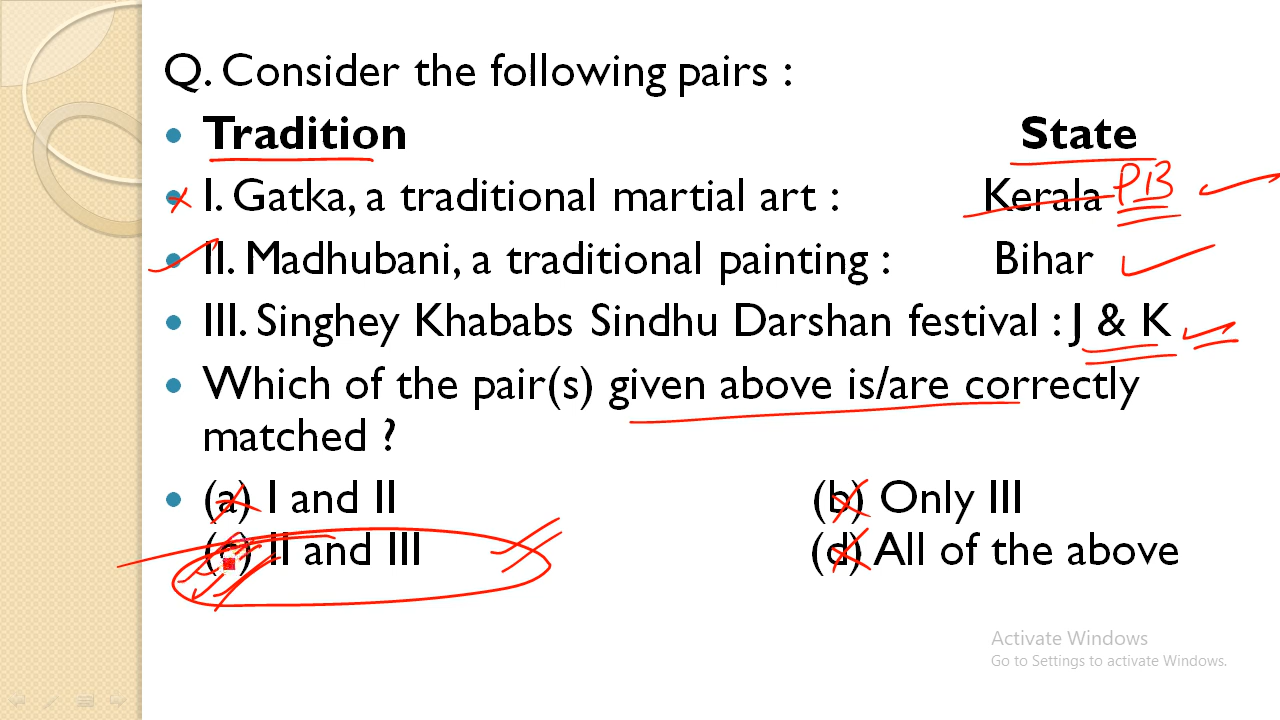 Q. Consider the following pairs :
Tradition State
I. Gatka, a traditional martial art : Kerala PB
II. Madhubani, a traditional painting : Bihar
III. Singhey Khababs Sindhu Darshan festival : J & K
Which of the pair(s) given above is/are correctly
matched ?
(a) I and II (b) Only III
(c) II and III (d) All of the above
Activate Windows
Go to Settings to activate Windows.